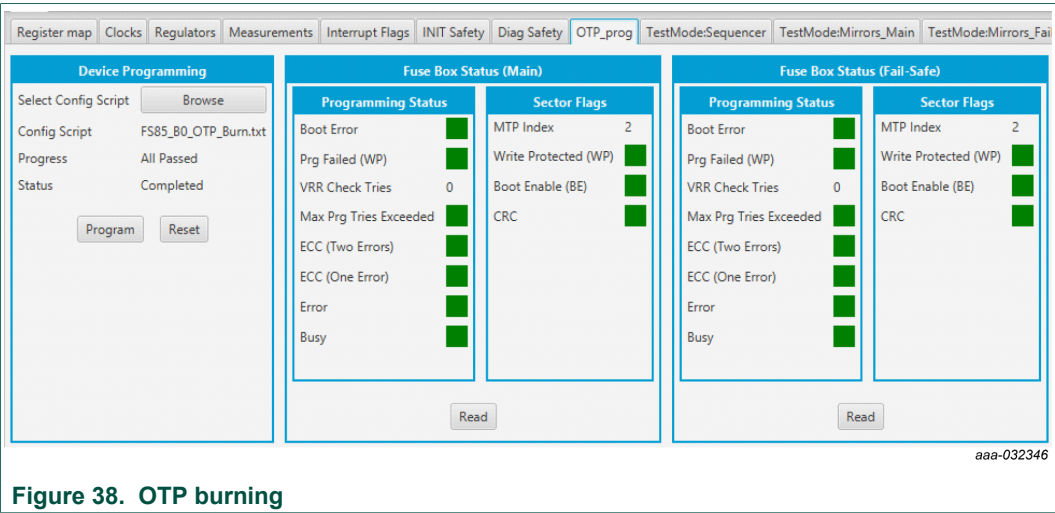 Register map Clocks Regulators Measurements Interrupt Flags INIT Safety Diag Safety OTP_prog TestMode:Sequencer TestMode:Mirrors_Main TestMode:Mirrors_Fai
Device Programming
Select Config Script Browse
Config Script FS85_B0_OTP_Burn.txt
Progress All Passed
Status Completed
Program Reset
Fuse Box Status (Main)
Programming Status
Boot Error
Prg Failed (WP)
VRR Check Tries 0
Max Prg Tries Exceeded
ECC (Two Errors)
ECC (One Error)
Error
Busy
Sector Flags
MTP Index 2
Write Protected (WP)
Boot Enable (BE)
CRC
Read
Fuse Box Status (Fail-Safe)
Programming Status
Boot Error
Prg Failed (WP)
VRR Check Tries 0
Max Prg Tries Exceeded
ECC (Two Errors)
ECC (One Error)
Error
Busy
Sector Flags
MTP Index 2
Write Protected (WP)
Boot Enable (BE)
CRC
Read
aaa-032346
Figure 38. OTP burning